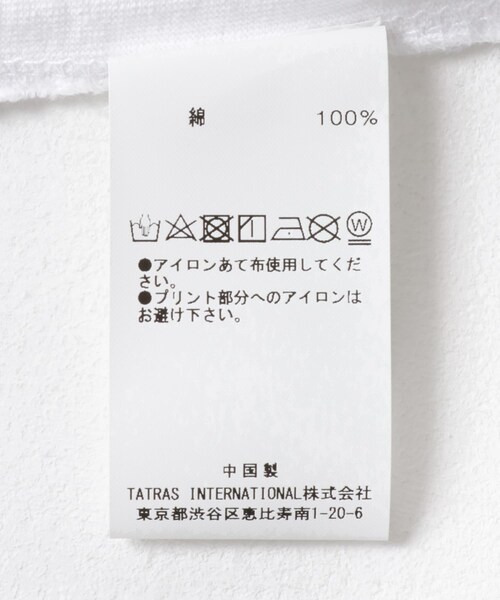 綿 100%
W
●アイロンあて布使用してくだ
さい。
●プリント部分へのアイロンは
お避け下さい。
中国製
TATRAS INTERNATIONAL株式会社
東京都渋谷区恵比寿南1-20-6